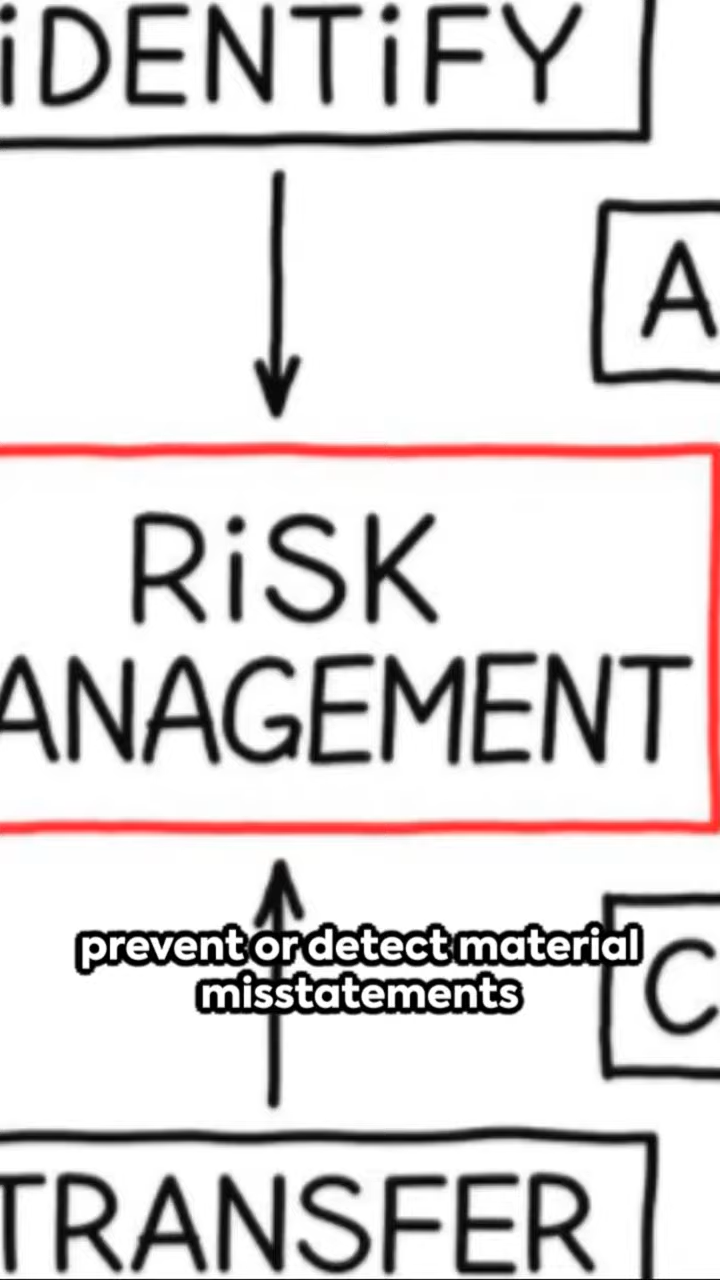 iDENTiFY
A
RiSK
ANAGEMENT
prevent or detect material
misstatements
C
TRANSFER